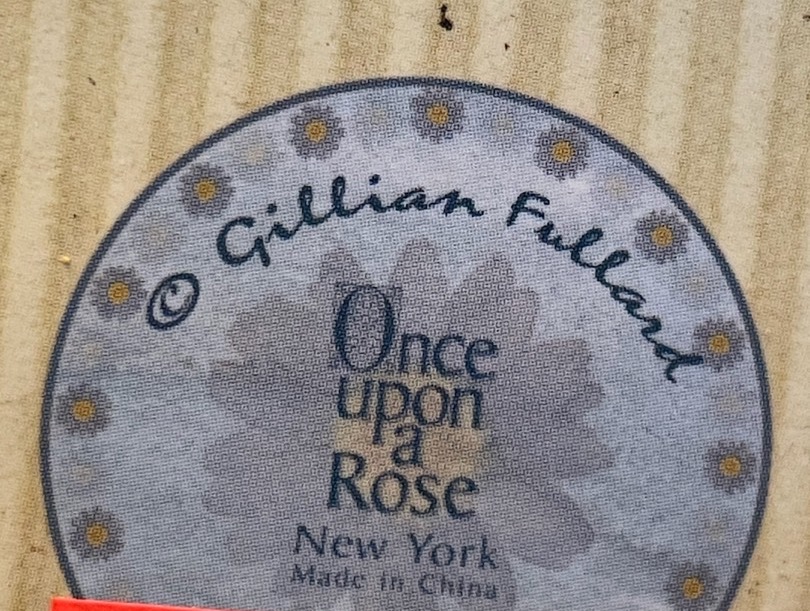 © Gillian Fullard
Once
upon
a
Rose
New York
Made in China